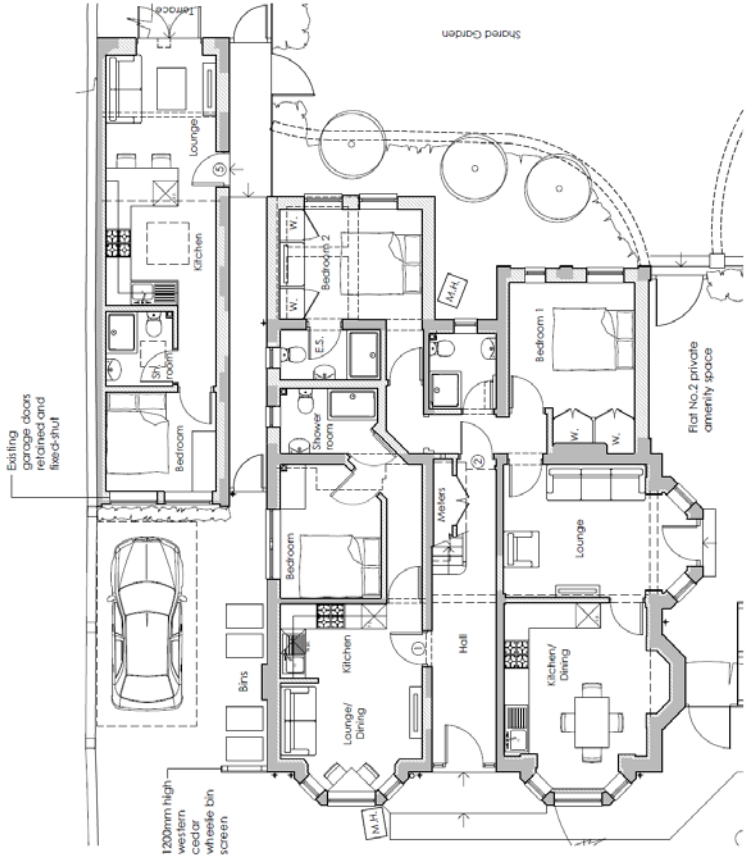 Terrace
Shared Garden
Lounge
5
Kitchen
W.
Bedroom 2
W.
M.H.
Bedroom 1
E.S.
Sh.
room
Existing
garage doors
retained and
fixed-shut
Bedroom
Shower
room
W.
W.
Flat No.2 private
amenity space
2
Meters
Bedroom
Lounge
Kitchen
1
Hall
Kitchen/
Dining
Bins
Lounge/
Dining
1200mm high
western
cedar
wheelie bin
screen
M.H.